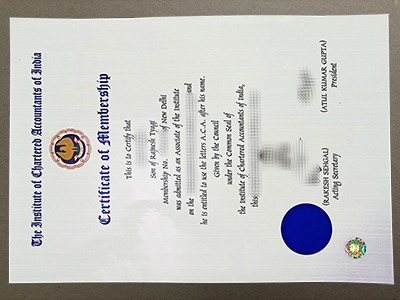 The Institute of Chartered Accountants of India
Certificate of Membership
This is to Certify that
Son of Rajnesh Tyagi
Membership No. of New Delhi
was admitted as an Associate of the Institute
on the and
he is entitled to use the letters A.C.A. after his name.
Given by the Council
under the Common Seal of
the Institute of Chartered Accountants of India,
this
(RAKESH SEHGAL)
Acting Secretary
(ATUL KUMAR GUPTA)
President